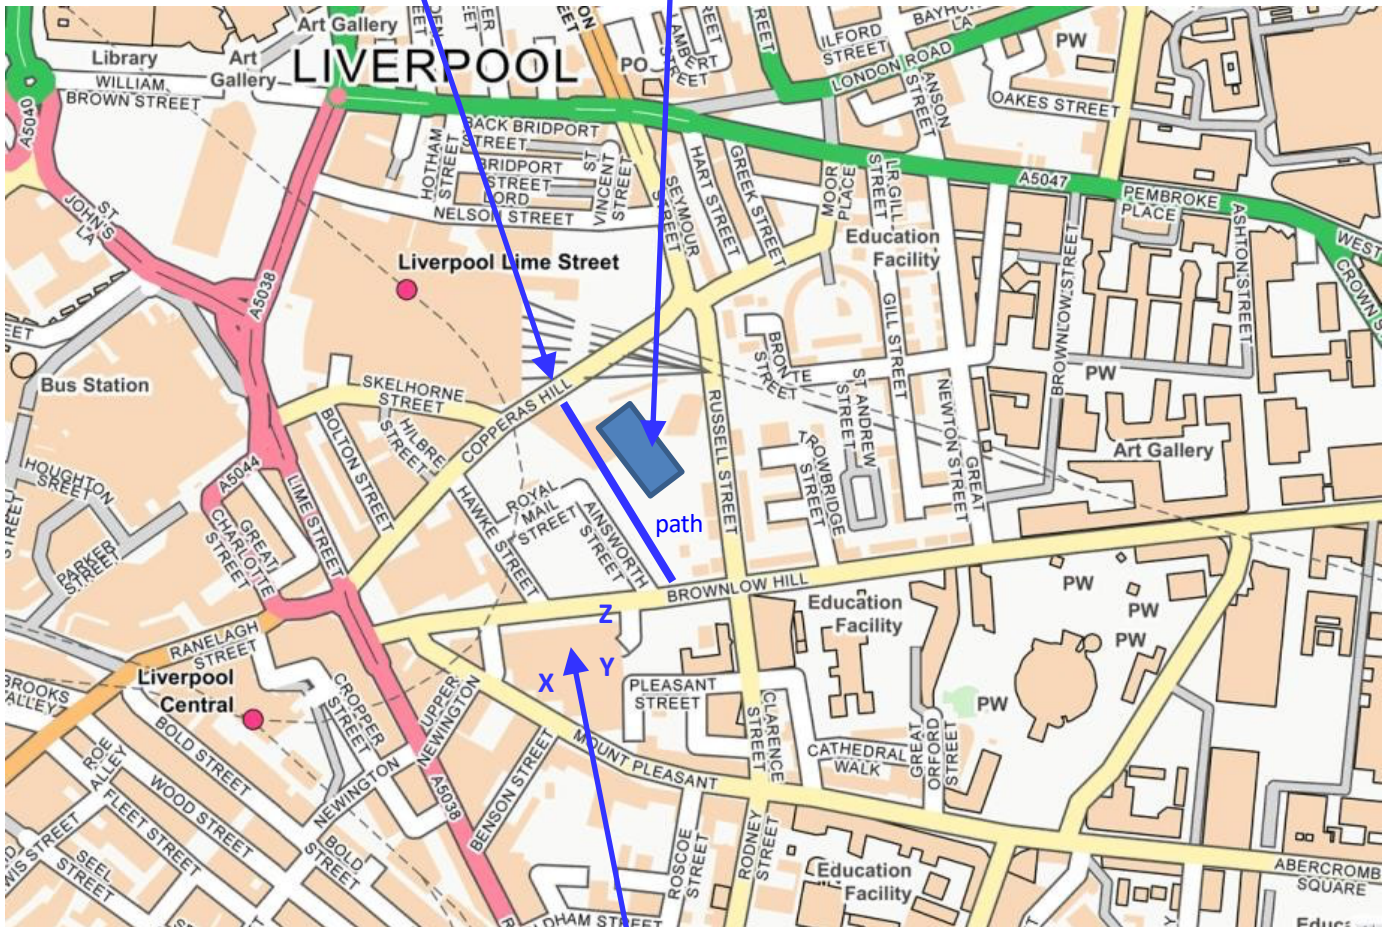 Art Gallery
LIVERPOOL
Library
Art
Gallery
WILLIAM
BROWN STREET
A5040
ST
JOHN'S
LA
A5038
HOTHAM
STREET
BACK BRIDPORT
STREET
BRIDPORT
STREET
LORD
NELSON STREET
ST
VINCENT
STREET
PO
LAMBERT
STREET
STREET
ILFORD
STREET
LONDON ROAD
LA
ANSON
STREET
PW
OAKES STREET
SEYMOUR
STREET
HART STREET
GREEK STREET
MOOR
PLACE
LR GILL
STREET
A5047
PEMBROKE
PLACE
ASHTON STREET
WEST
CROWN S
Education
Facility
GILL STREET
BROWNLOW STREET
Liverpool Lime Street
Bus Station
SKELHORNE
STREET
COPPERAS HILL
BOLTON STREET
HILBRE
STREET
BRONTE
STREET
ST ANDREW
STREET
TROWBRIDGE
STREET
NEWTON STREET
GREAT
PW
Art Gallery
RUSSELL STREET
HOUGHTON
STREET
A5044
LIME STREET
GREAT
CHARLOTTE
STREET
PARKER
STREET
HAWKE STREET
ROYAL
MAIL
STREET
AINSWORTH
STREET
path
BROWNLOW HILL
Z
X
Y
RANELAGH
STREET
Liverpool
Central
BROOKS
ALLEY
BOLD STREET
ROE
ALLEY
WOOD STREET
FLEET STREET
SEEL
STREET
CROPPER
STREET
UPPER
NEWINGTON
NEWINGTON
BOLD
STREET
A5038
BENSON STREET
MOUNT PLEASANT
PLEASANT
STREET
CLARENCE
STREET
CATHEDRAL
WALK
GREAT
ORFORD
STREET
Education
Facility
PW
PW
PW
PW
ROSCOE
STREET
RODNEY
STREET
Education
Facility
ABERCROMB
SQUARE
LDHAM STREET